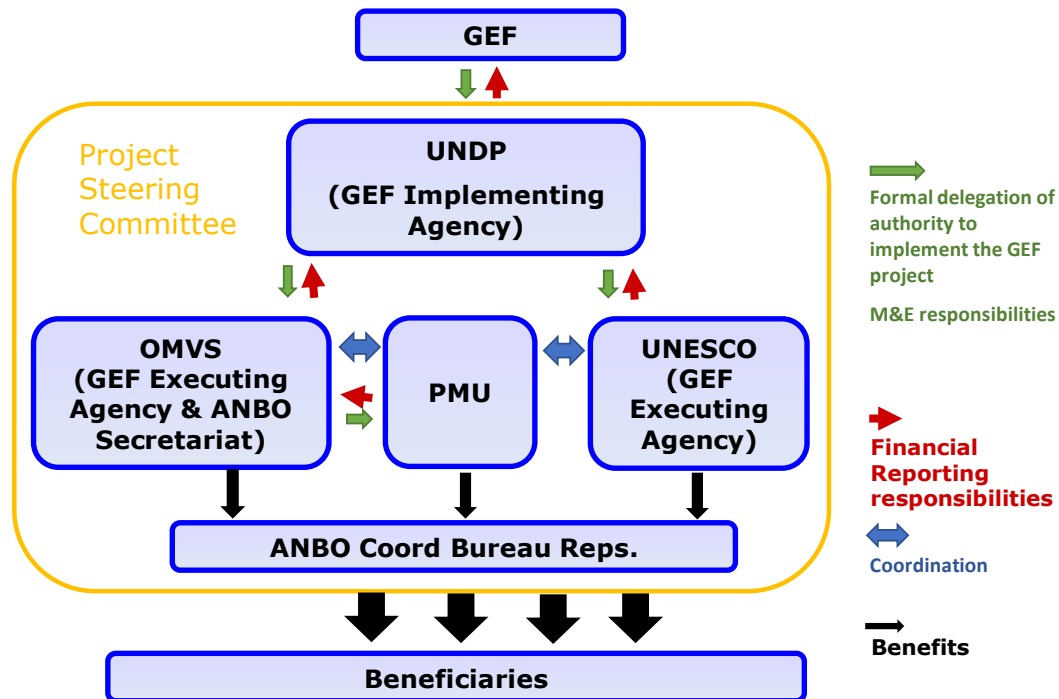 GEF
Project
Steering
Committee
UNDP
(GEF Implementing
Agency)
OMVS
(GEF Executing
Agency & ANBO
Secretariat)
PMU
UNESCO
(GEF
Executing
Agency)
ANBO Coord Bureau Reps.
Beneficiaries
Formal delegation of
authority to
implement the GEF
project
M&E responsibilities
Financial
Reporting
responsibilities
Coordination
Benefits